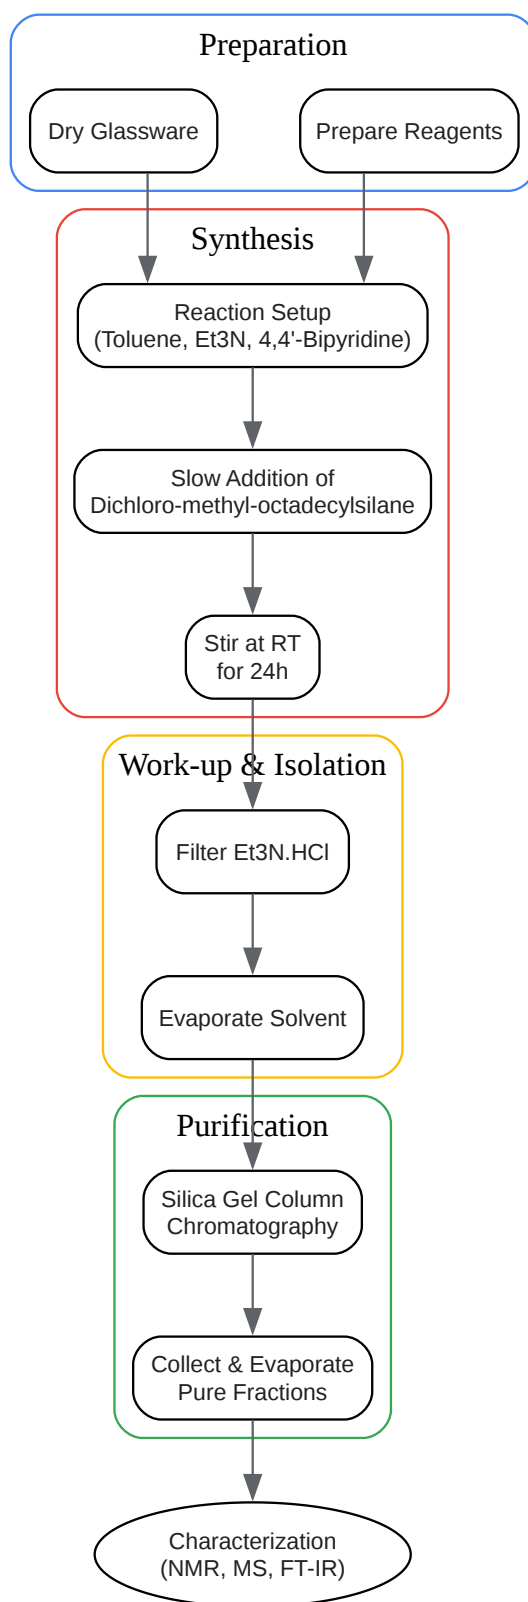 Preparation
Dry Glassware
Prepare Reagents
Synthesis
Reaction Setup
(Toluene, Et3N, 4,4'-Bipyridine)
Slow Addition of
Dichloro-methyl-octadecylsilane
Stir at RT
for 24h
Work-up & Isolation
Filter Et3N.HCl
Evaporate Solvent
Purification
Silica Gel Column
Chromatography
Collect & Evaporate
Pure Fractions
Characterization
(NMR, MS, FT-IR)